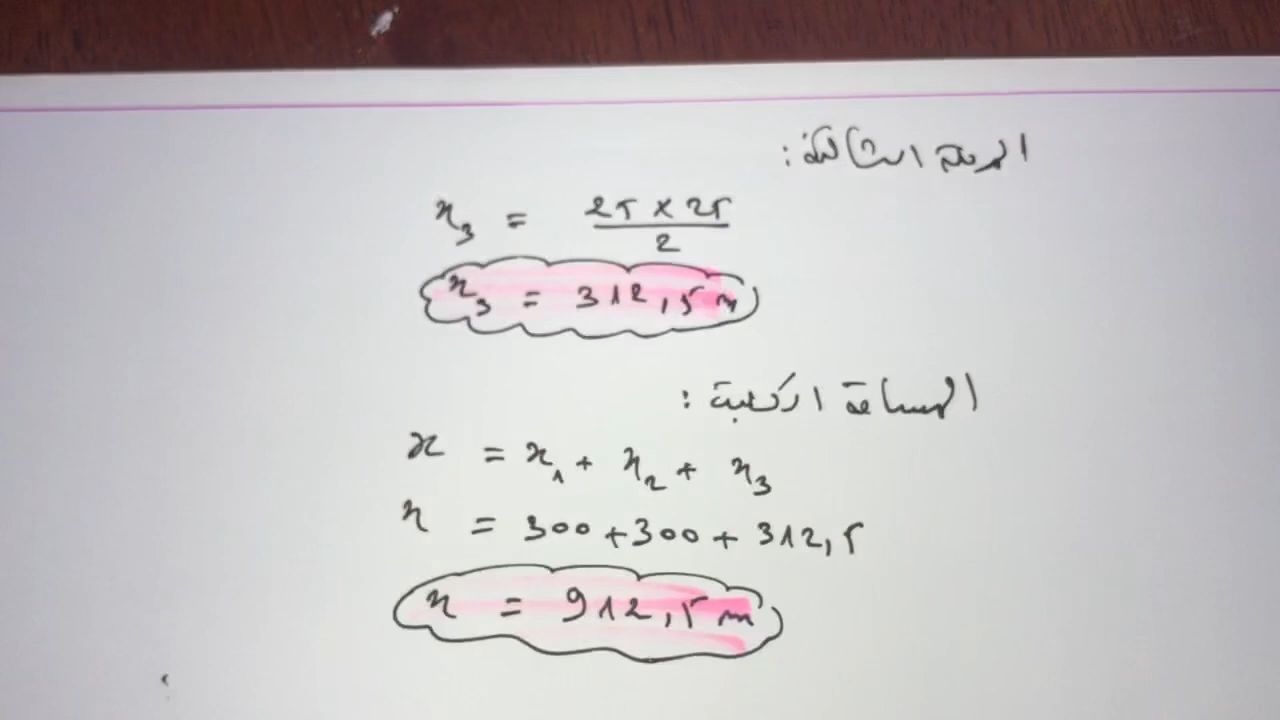 المرحلة الثالثة:
x₃ = 25 × 25 / 2
x₃ = 312,5 m
المسافة الكلية:
x = x₁ + x₂ + x₃
x = 300 + 300 + 312,5
x = 912,5 m